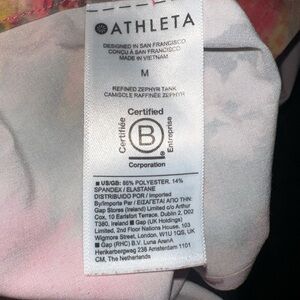 ATHLETA
DESIGNED IN SAN FRANCISCO
CONÇU À SAN FRANCISCO
MADE IN VIETNAM
M
REFINED ZEPHYR TANK
CAMISOLE RAFFINÉE ZEPHYR
Certified
Certifiée
B
Entreprise
Corporation
■ US/GB: 86% POLYESTER, 14%
SPANDEX / ELASTANE
DISTRIBUIDO POR / Imported
By/Importé Par / ΕΙΣΑΓΕΤΑΙ ΑΠΟ ΤΗΝ:
Gap Stores (Ireland) Limited c/o Arthur
Cox, 10 Earlsfort Terrace, Dublin 2, D02
T380, Ireland ■ Gap (UK Holdings)
Limited, 2nd Floor Nations House, 103
Wigmore Street, London, W1U 1QS, UK
■ Gap (RHC) B.V. Luna ArenA
Herikerbergweg 238 Amsterdam 1101
CM, The Netherlands